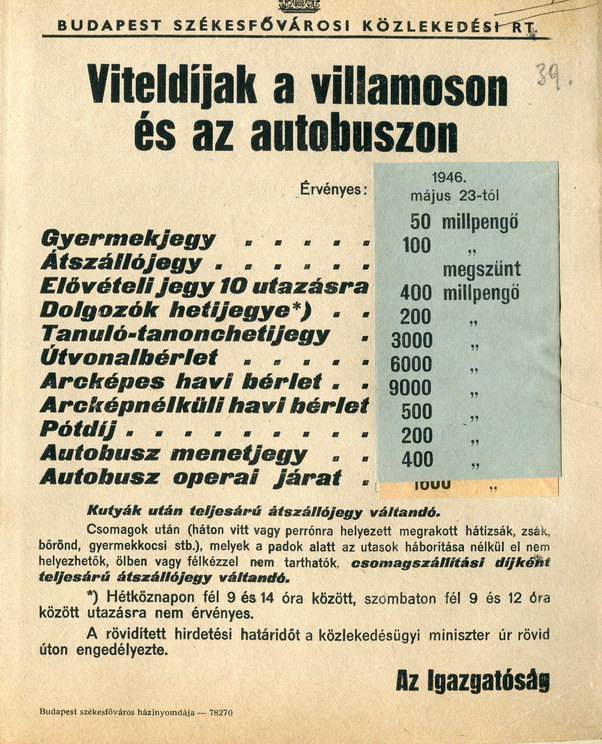 BUDAPEST SZÉKESFŐVÁROSI KÖZLEKEDÉSI RT.
39.
Viteldíjak a villamoson
és az autobuszon
Érvényes: 1946.
május 23-tól
Gyermekjegy . . . . . 50 millpengő
Átszállójegy . . . . . . 100 „
Elővételi jegy 10 utazásra megszünt
Dolgozók hetijegye*) . . 400 millpengő
Tanuló-tanonchetijegy . 200 „
Útvonalbérlet . . . . . 3000 „
Arcképes havi bérlet . . 6000 „
Arcképnélküli havi bérlet 9000 „
Pótdíj . . . . . . . . . 500 „
Autobusz menetjegy . . 200 „
Autobusz operai járat . 400 „
1600 „
Kutyák után teljesárú átszállójegy váltandó.
Csomagok után (háton vitt vagy perrónra helyezett megrakott hátizsák, zsák,
bőrönd, gyermekkocsi stb.), melyek a padok alatt az utasok háborítása nélkül el nem
helyezhetők, ölben vagy félkézzel nem tarthatók, csomagszállítási díjként
teljesárú átszállójegy váltandó.
*) Hétköznapon fél 9 és 14 óra között, szombaton fél 9 és 12 óra
között utazásra nem érvényes.
A rövidített hirdetési határidőt a közlekedésügyi miniszter úr rövid
úton engedélyezte.
Az Igazgatóság
Budapest székesfőváros házinyomdája — 78270